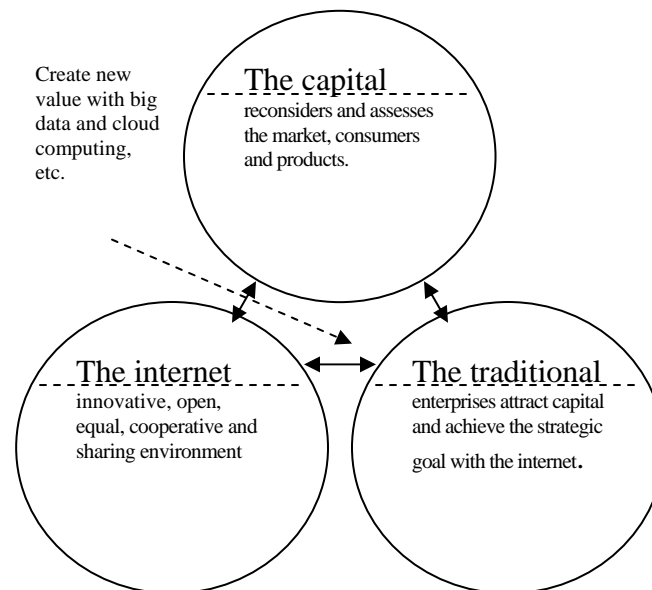 Create new
value with big
data and cloud
computing,
etc.
The capital
reconsiders and assesses
the market, consumers
and products.
The internet
innovative, open,
equal, cooperative and
sharing environment
The traditional
enterprises attract capital
and achieve the strategic
goal with the internet.